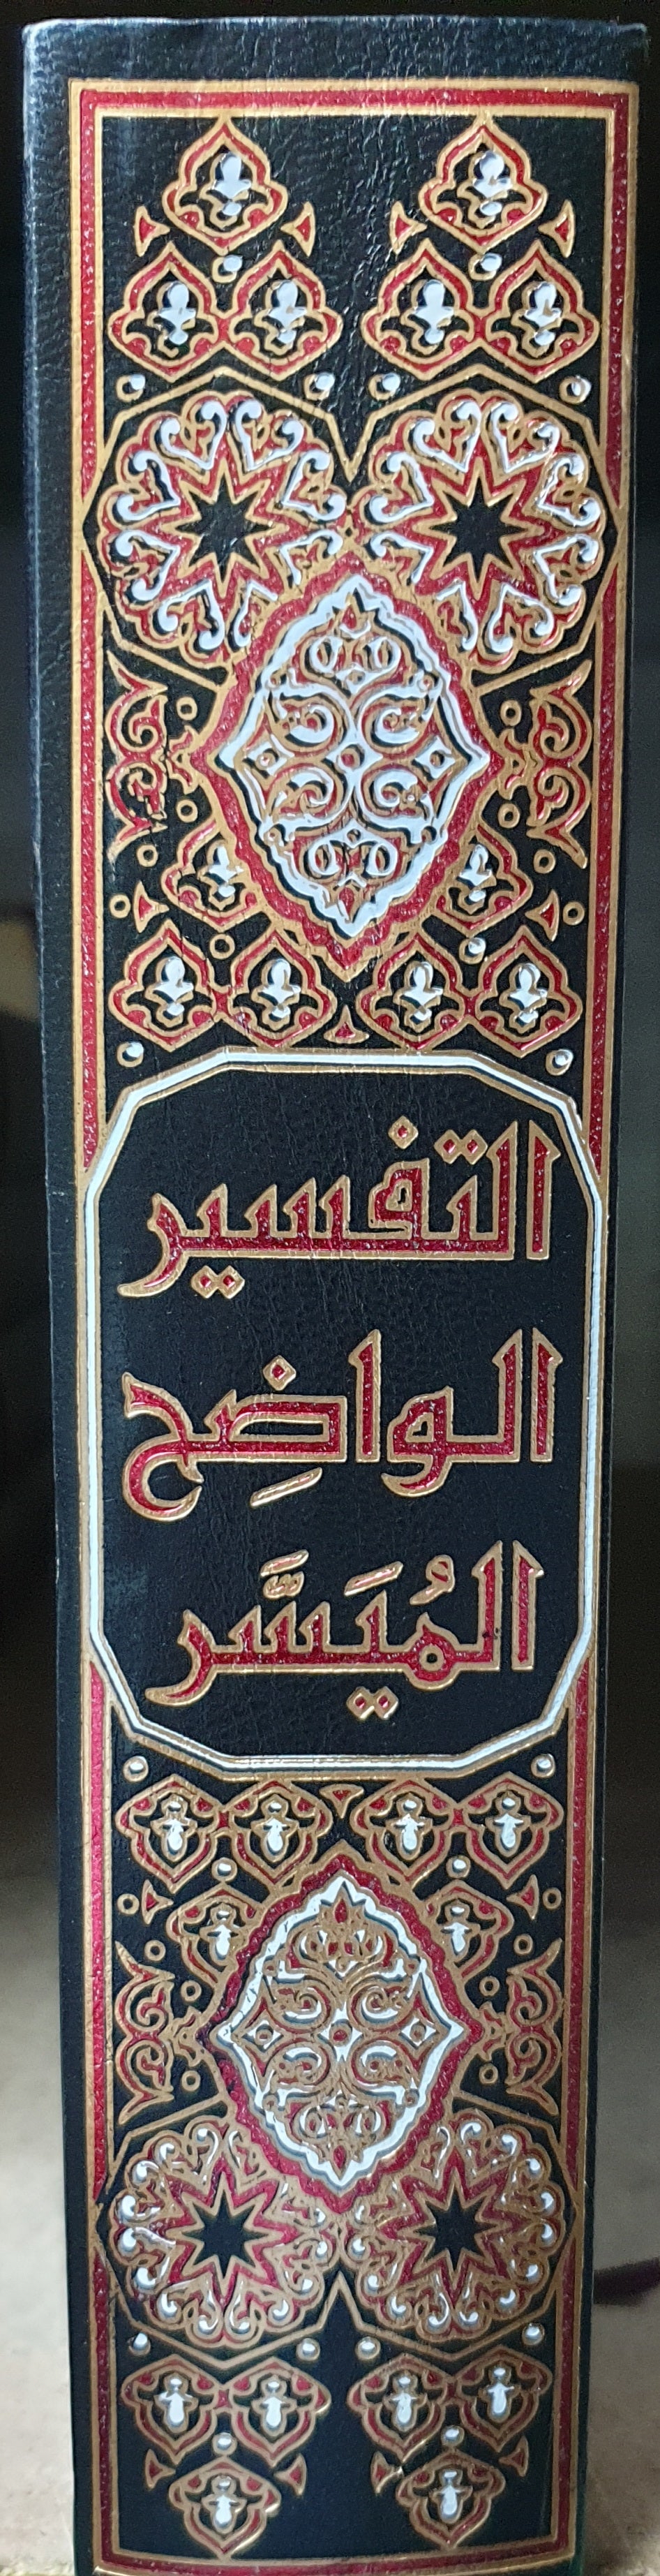 التفسير
الواضِح
المُيَسَّر